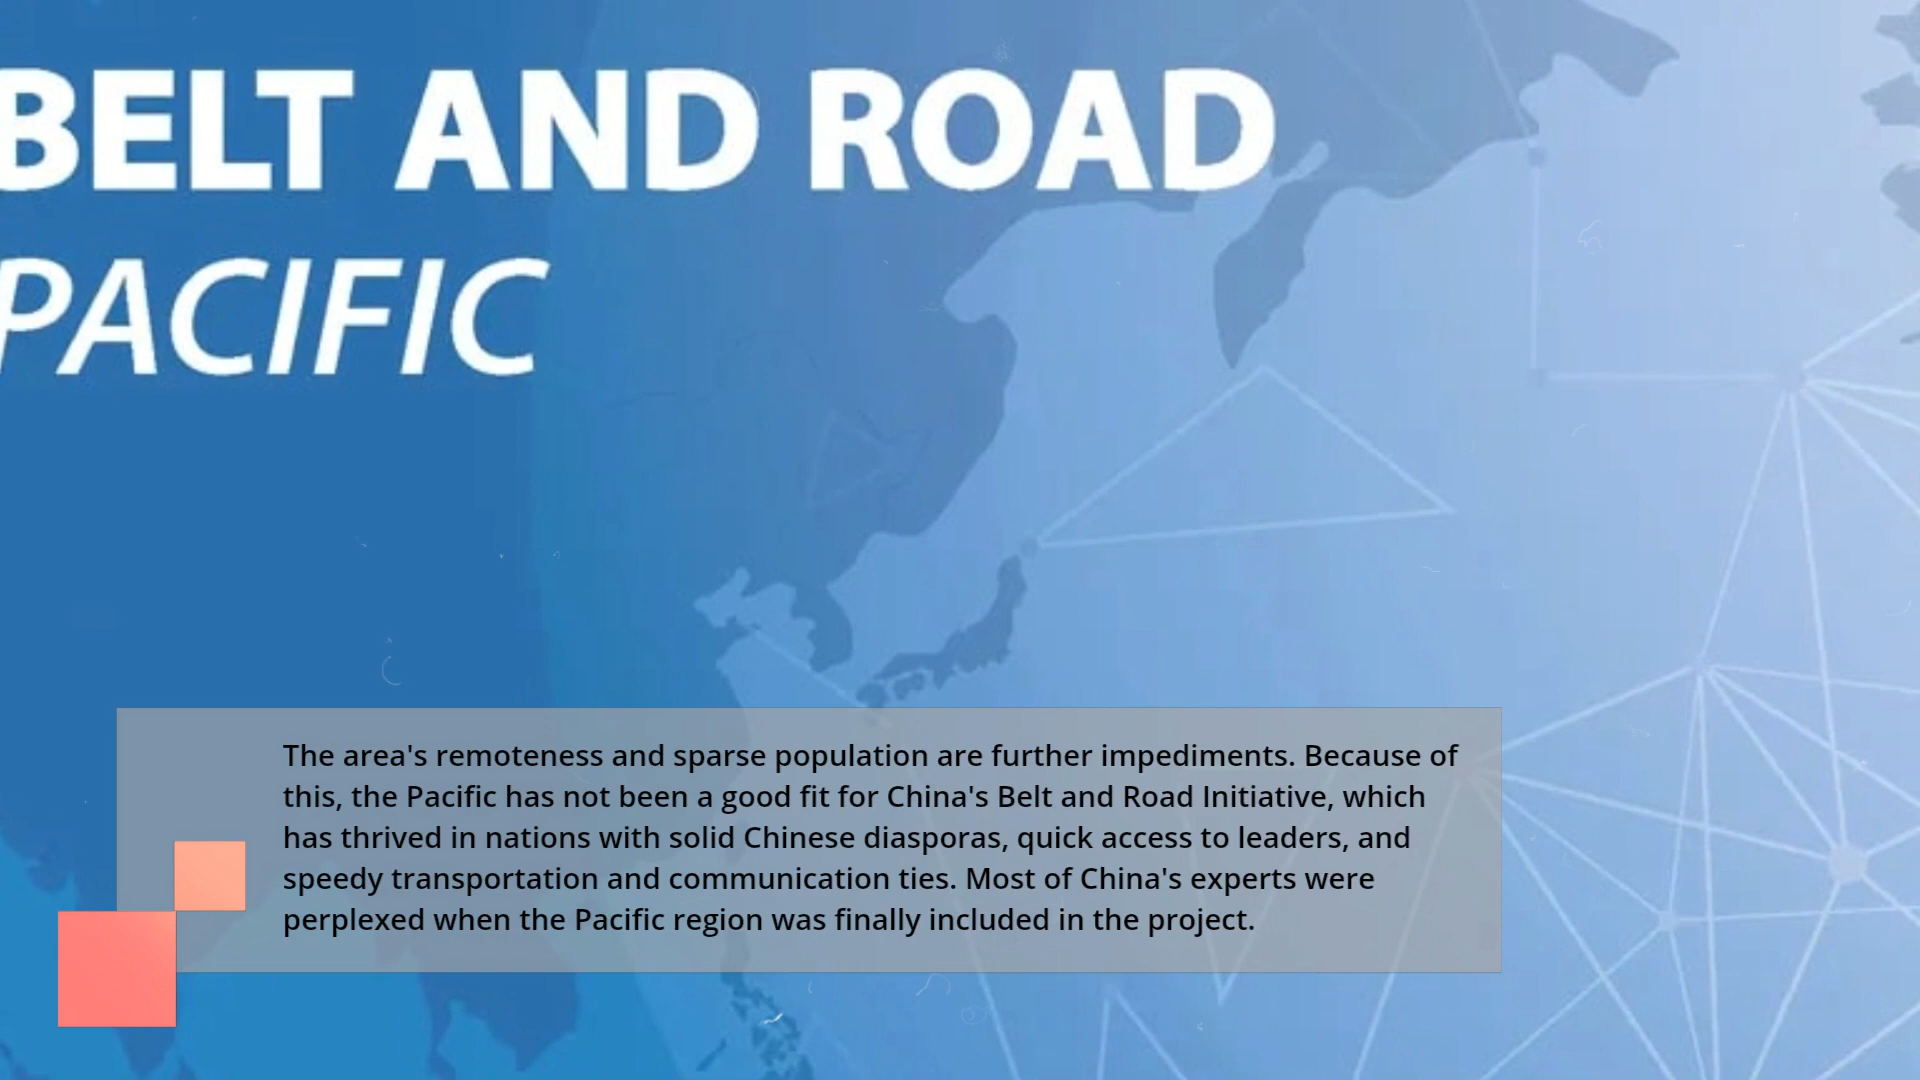 BELT AND ROAD
PACIFIC
The area's remoteness and sparse population are further impediments. Because of
this, the Pacific has not been a good fit for China's Belt and Road Initiative, which
has thrived in nations with solid Chinese diasporas, quick access to leaders, and
speedy transportation and communication ties. Most of China's experts were
perplexed when the Pacific region was finally included in the project.